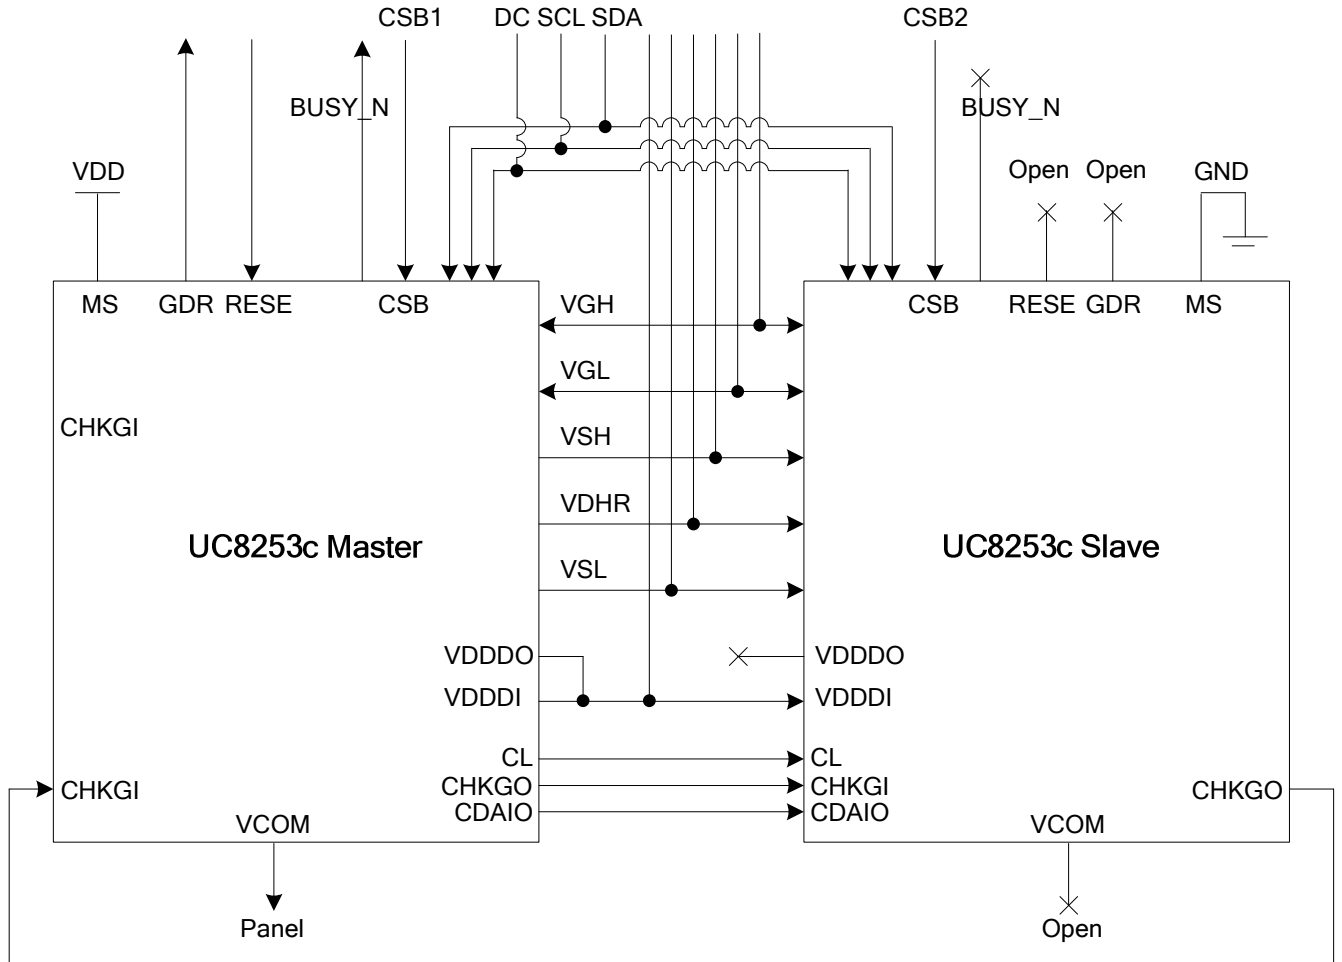 CSB1 DC SCL SDA CSB2
BUSY_N BUSY_N
VDD Open Open GND
MS GDR RESE CSB VGH CSB RESE GDR MS
VGL
CHKGI VSH
VDHR
UC8253c Master UC8253c Slave
VSL
VDDDO VDDDO
VDDDI VDDDI
CL CL
CHKGI CHKGO CHKGI CHKGO
CDAIO CDAIO
VCOM VCOM
Panel Open